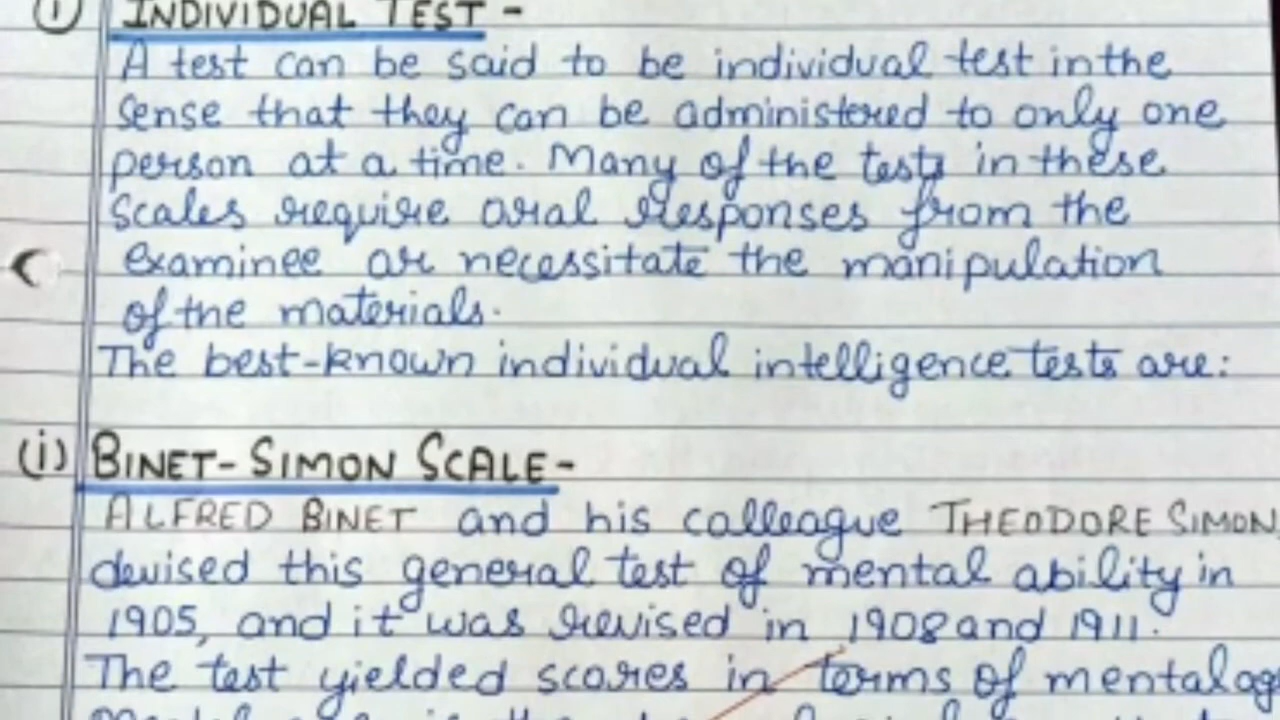 ① INDIVIDUAL TEST -
A test can be said to be individual test in the
sense that they can be administered to only one
person at a time. Many of the tests in these
scales require oral responses from the
examinee or necessitate the manipulation
of the materials.
The best-known individual intelligence tests are:
(i) BINET-SIMON SCALE-
ALFRED BINET and his colleague THEODORE SIMON,
devised this general test of mental ability in
1905, and it was revised in 1908 and 1911.
The test yielded scores in terms of mental age